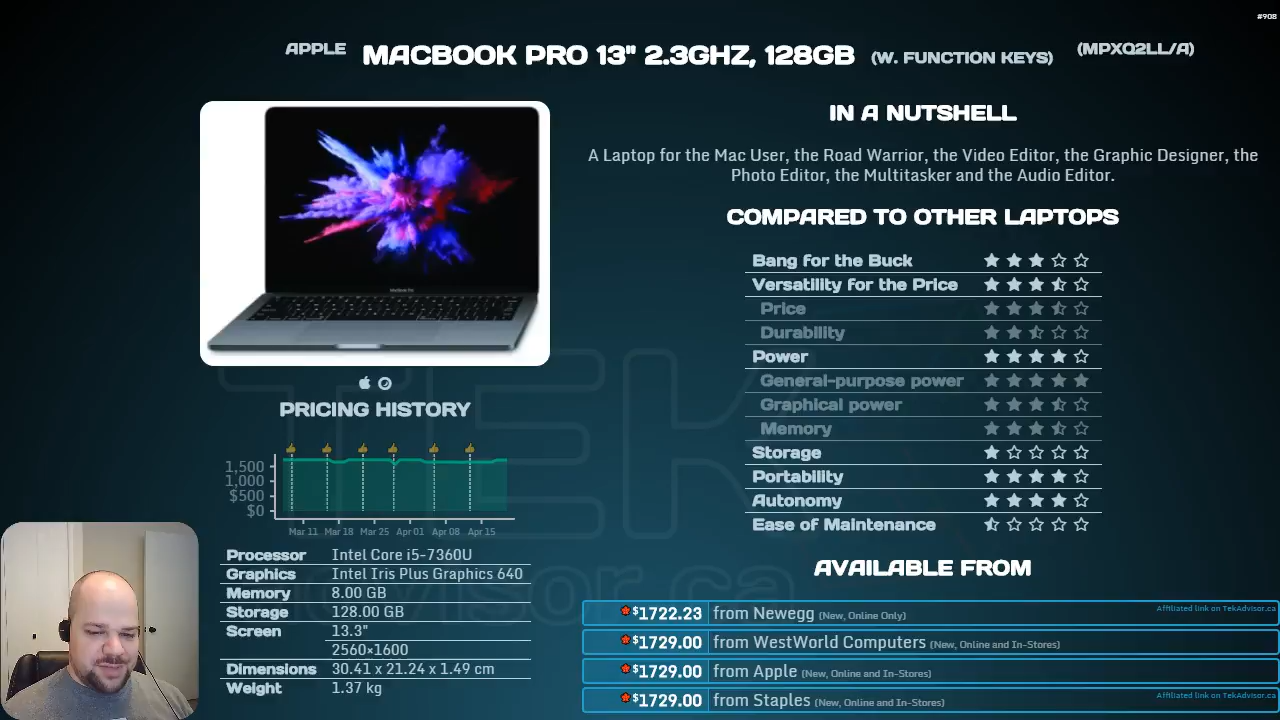 #908
APPLE MACBOOK PRO 13" 2.3GHZ, 128GB (W. FUNCTION KEYS) (MPXQ2LL/A)
IN A NUTSHELL
A Laptop for the Mac User, the Road Warrior, the Video Editor, the Graphic Designer, the
Photo Editor, the Multitasker and the Audio Editor.
COMPARED TO OTHER LAPTOPS
Bang for the Buck
Versatility for the Price
Price
Durability
Power
General-purpose power
Graphical power
Memory
Storage
Portability
Autonomy
Ease of Maintenance
PRICING HISTORY
1,500
1,000
$500
$0
Mar 11 Mar 18 Mar 25 Apr 01 Apr 08 Apr 15
Processor Intel Core i5-7360U
Graphics Intel Iris Plus Graphics 640
Memory 8.00 GB
Storage 128.00 GB
Screen 13.3"
2560×1600
Dimensions 30.41 x 21.24 x 1.49 cm
Weight 1.37 kg
AVAILABLE FROM
$1722.23 from Newegg (New, Online Only) Affiliated link on TekAdvisor.ca
$1729.00 from WestWorld Computers (New, Online and In-Stores)
$1729.00 from Apple (New, Online and In-Stores)
$1729.00 from Staples (New, Online and In-Stores) Affiliated link on TekAdvisor.ca